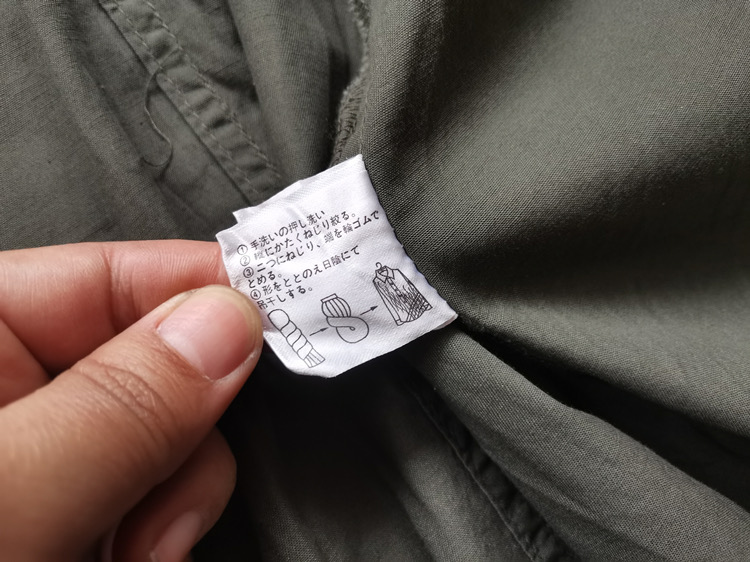 ①手洗いの押し洗い
②縦にかたくねじり絞る。
③二つにねじり、端を輪ゴムで
とめる。
④形をととのえ日陰にて
吊干しする。